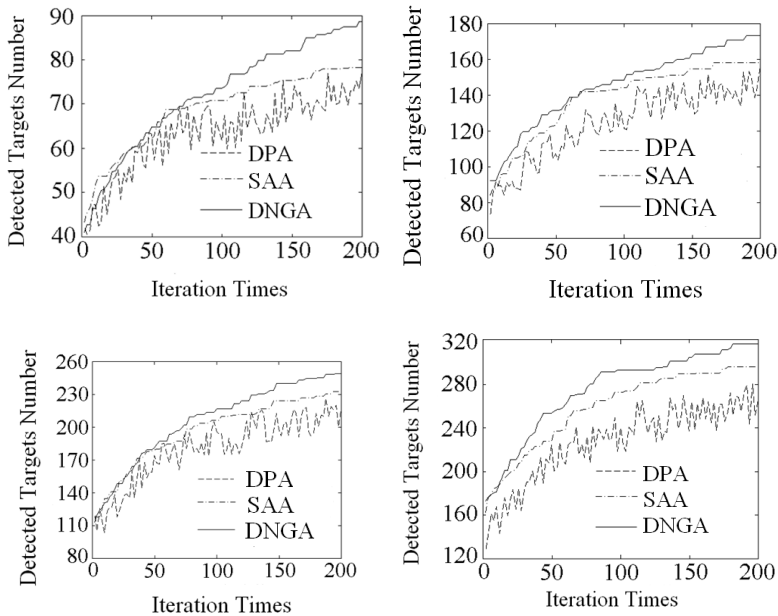 Detected Targets Number
90
80
70
60
50
40
0 50 100 150 200
Iteration Times
DPA
SAA
DNGA
Detected Targets Number
180
160
140
120
100
80
60
0 50 100 150 200
Iteration Times
DPA
SAA
DNGA
Detected Targets Number
260
230
200
170
140
110
80
0 50 100 150 200
Iteration Times
DPA
SAA
DNGA
Detected Targets Number
320
280
240
200
160
120
0 50 100 150 200
Iteration Times
DPA
SAA
DNGA